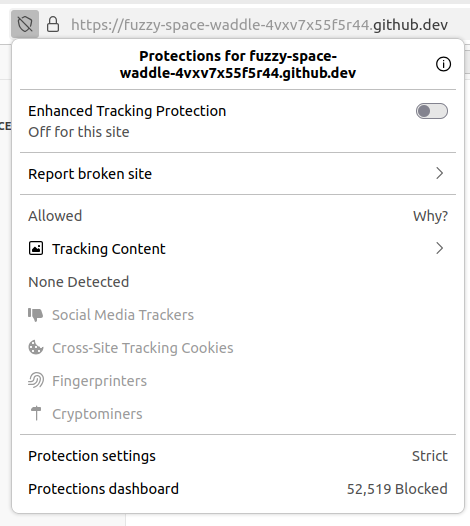 https://fuzzy-space-waddle-4vxv7x55f5r44.github.dev
Protections for fuzzy-space-
waddle-4vxv7x55f5r44.github.dev
CE
Enhanced Tracking Protection
Off for this site
Report broken site
Allowed Why?
Tracking Content
None Detected
Social Media Trackers
Cross-Site Tracking Cookies
Fingerprinters
Cryptominers
Protection settings Strict
Protections dashboard 52,519 Blocked